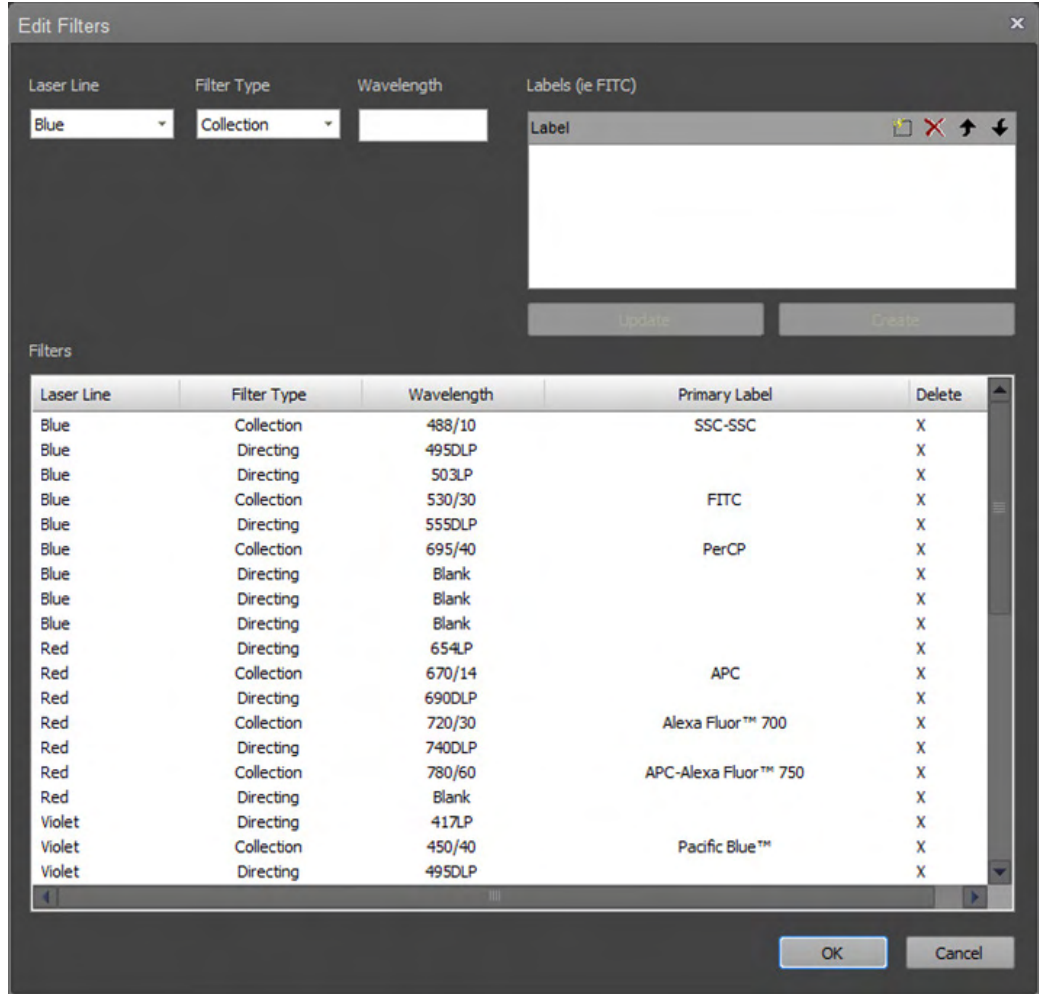 Edit Filters
Laser Line Filter Type Wavelength Labels (ie FITC)
Blue Collection Label
Update Create
Filters
Laser Line Filter Type Wavelength Primary Label Delete
Blue Collection 488/10 SSC-SSC X
Blue Directing 495DLP X
Blue Directing 503LP X
Blue Collection 530/30 FITC X
Blue Directing 555DLP X
Blue Collection 695/40 PerCP X
Blue Directing Blank X
Blue Directing Blank X
Blue Directing Blank X
Red Directing 654LP X
Red Collection 670/14 APC X
Red Directing 690DLP X
Red Collection 720/30 Alexa Fluor™ 700 X
Red Directing 740DLP X
Red Collection 780/60 APC-Alexa Fluor™ 750 X
Red Directing Blank X
Violet Directing 417LP X
Violet Collection 450/40 Pacific Blue™ X
Violet Directing 495DLP X
OK Cancel